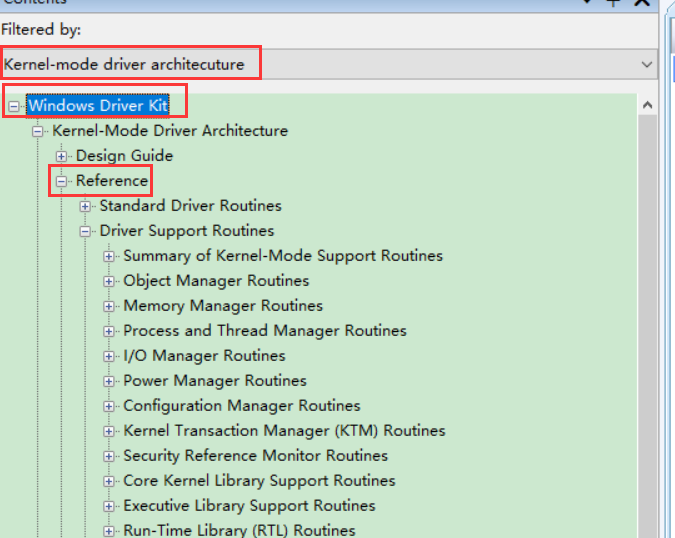 Contents
Filtered by:
Kernel-mode driver architecuture
Windows Driver Kit
Kernel-Mode Driver Architecture
Design Guide
Reference
Standard Driver Routines
Driver Support Routines
Summary of Kernel-Mode Support Routines
Object Manager Routines
Memory Manager Routines
Process and Thread Manager Routines
I/O Manager Routines
Power Manager Routines
Configuration Manager Routines
Kernel Transaction Manager (KTM) Routines
Security Reference Monitor Routines
Core Kernel Library Support Routines
Executive Library Support Routines
Run-Time Library (RTL) Routines